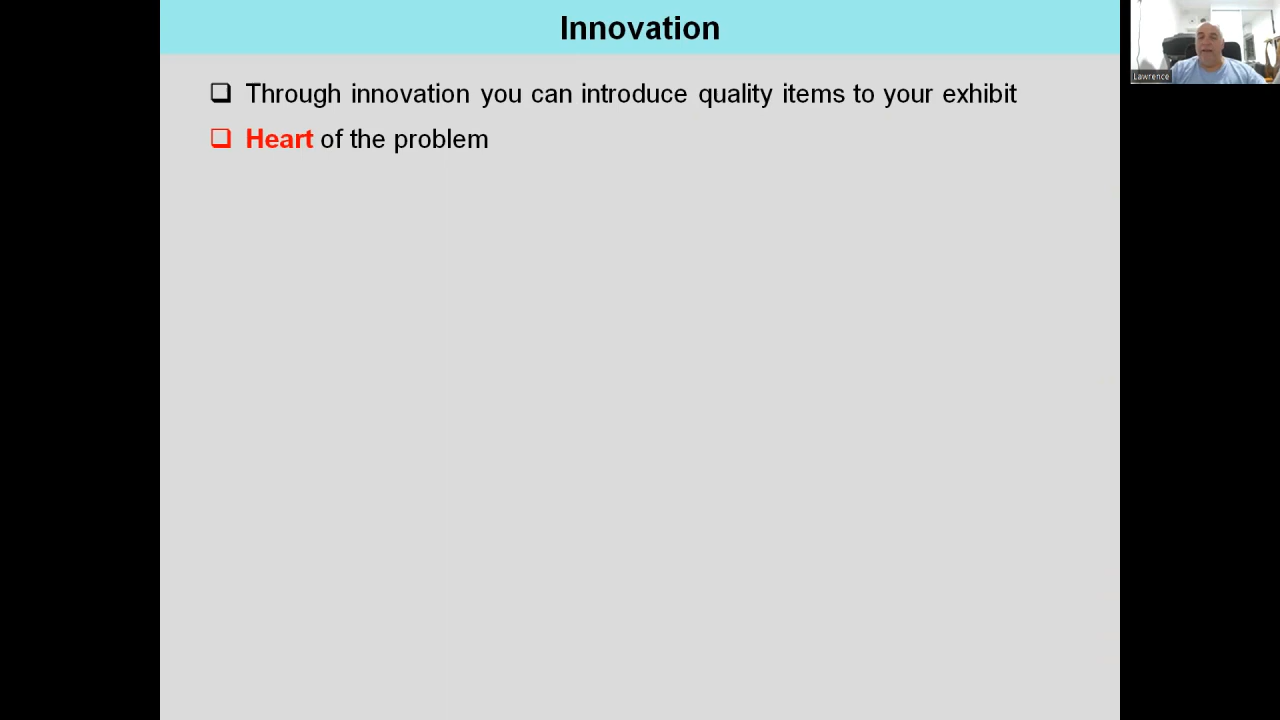 Innovation
Through innovation you can introduce quality items to your exhibit
Heart of the problem
Lawrence